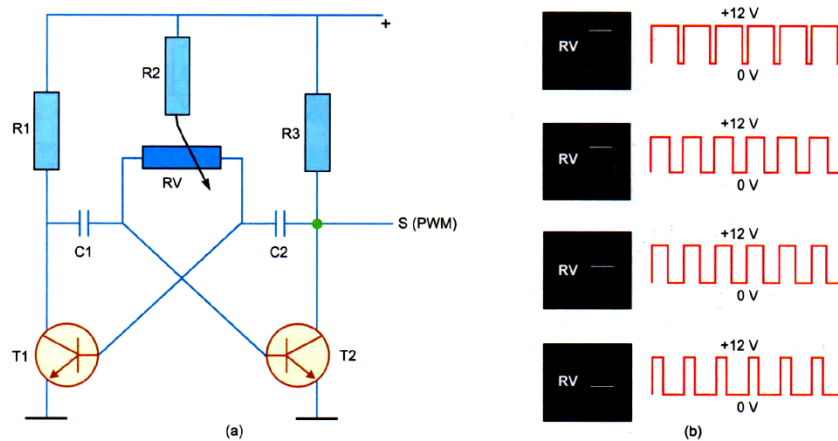 +
R2
R1
R3
RV
S (PWM)
C1
C2
T1
T2
(a)
RV
+12 V
0 V
RV
+12 V
0 V
RV
+12 V
0 V
RV
+12 V
0 V
(b)